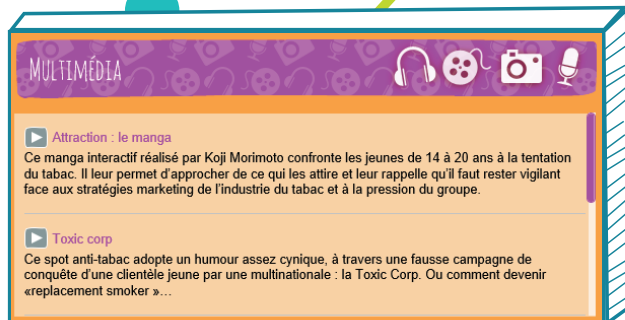 MULTIMÉDIA
Attraction : le manga
Ce manga interactif réalisé par Koji Morimoto confronte les jeunes de 14 à 20 ans à la tentation
du tabac. Il leur permet d'approcher de ce qui les attire et leur rappelle qu'il faut rester vigilant
face aux stratégies marketing de l'industrie du tabac et à la pression du groupe.
Toxic corp
Ce spot anti-tabac adopte un humour assez cynique, à travers une fausse campagne de
conquête d'une clientèle jeune par une multinationale : la Toxic Corp. Ou comment devenir
«replacement smoker »...